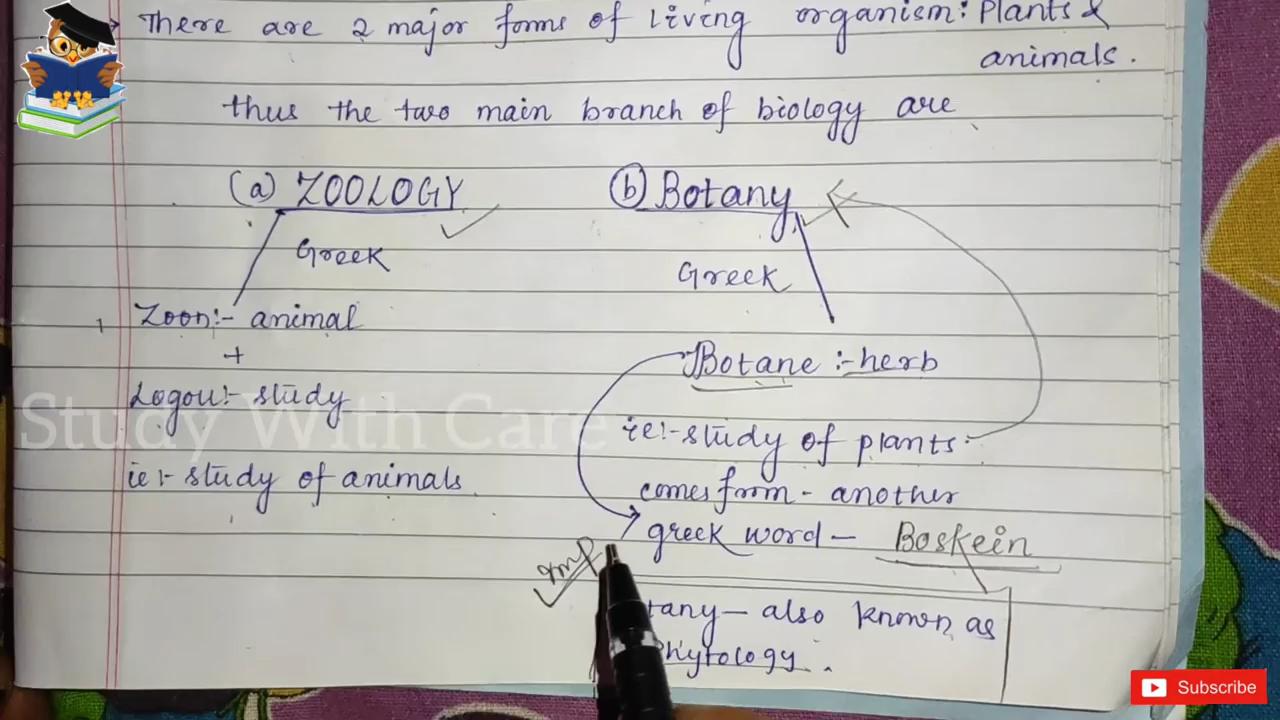 There are 2 major forms of living organism: Plants &
animals.
thus the two main branch of biology are
(a) ZOOLOGY
(b) Botany
Greek
Greek
Zoon:- animal
+
Botane :- herb
Logou:- study
ie:- study of plants.
ie:- study of animals
comes from - another
greek word - Boskein
Imp
tany - also known as
Phytology.
Study With Care
Subscribe